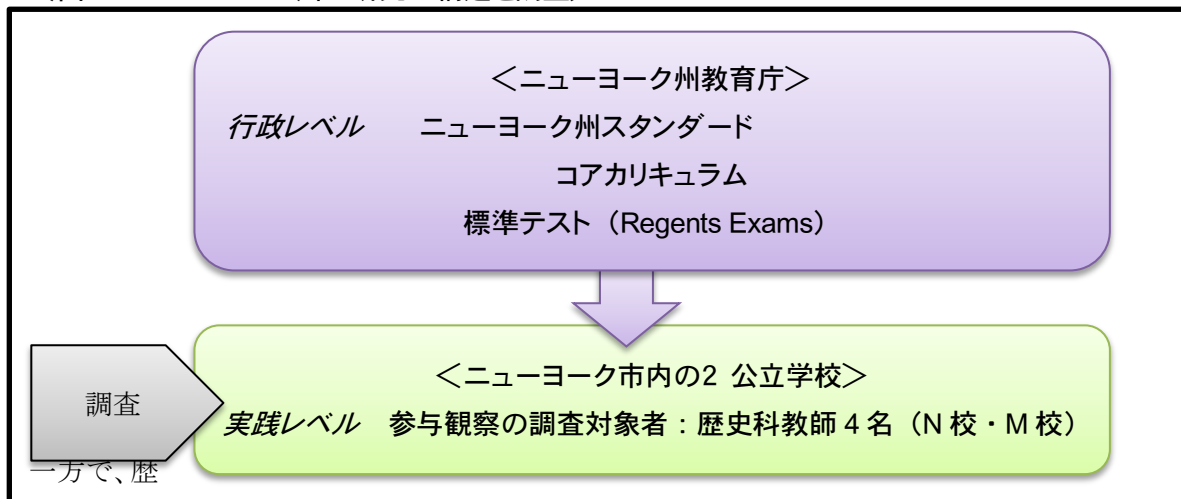 ＜ニューヨーク州教育庁＞
行政レベル　ニューヨーク州スタンダード
コアカリキュラム
標準テスト（Regents Exams）
＜ニューヨーク市内の2 公立学校＞
調査
実践レベル　参与観察の調査対象者：歴史科教師 4 名（N 校・M 校）
一方で、歴